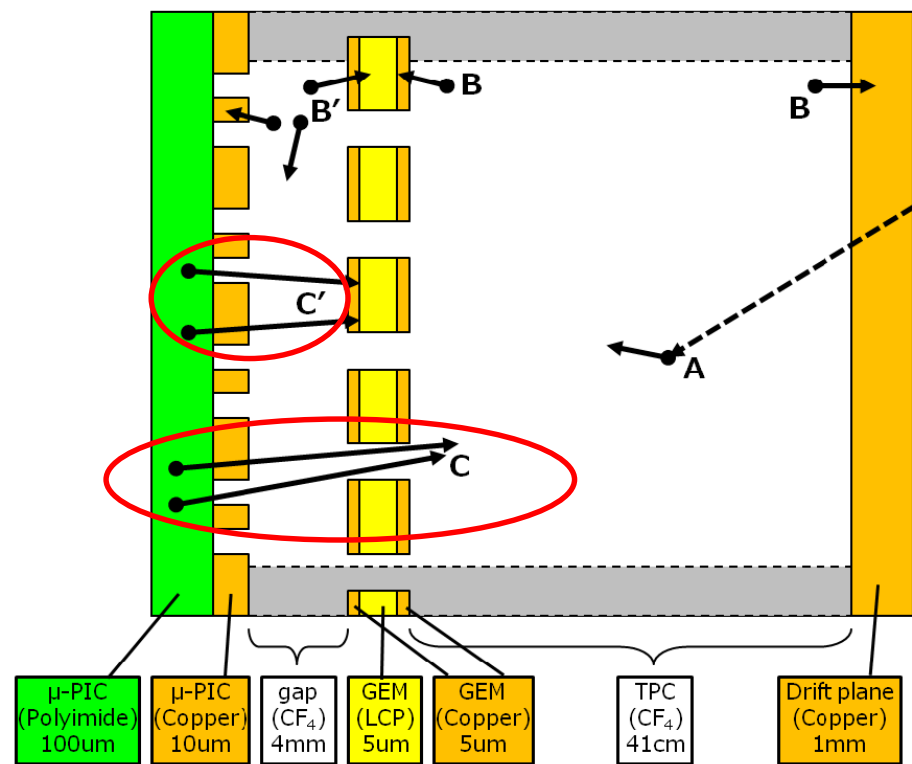 B
B′
B
A
C′
C
μ-PIC
(Polyimide)
100um
μ-PIC
(Copper)
10um
gap
(CF₄)
4mm
GEM
(LCP)
5um
GEM
(Copper)
5um
TPC
(CF₄)
41cm
Drift plane
(Copper)
1mm